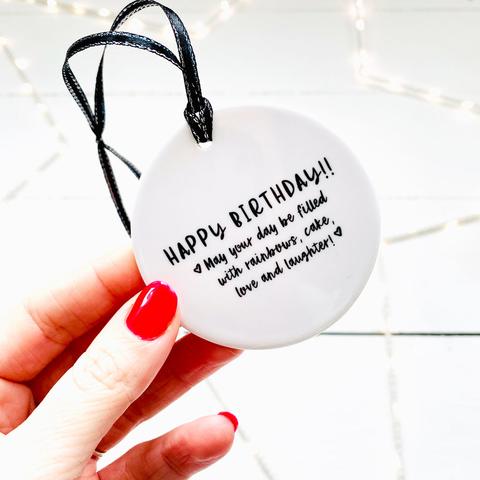 HAPPY BIRTHDAY!!
♡ May your day be filled
with rainbows, cake,
love and laughter! ♡